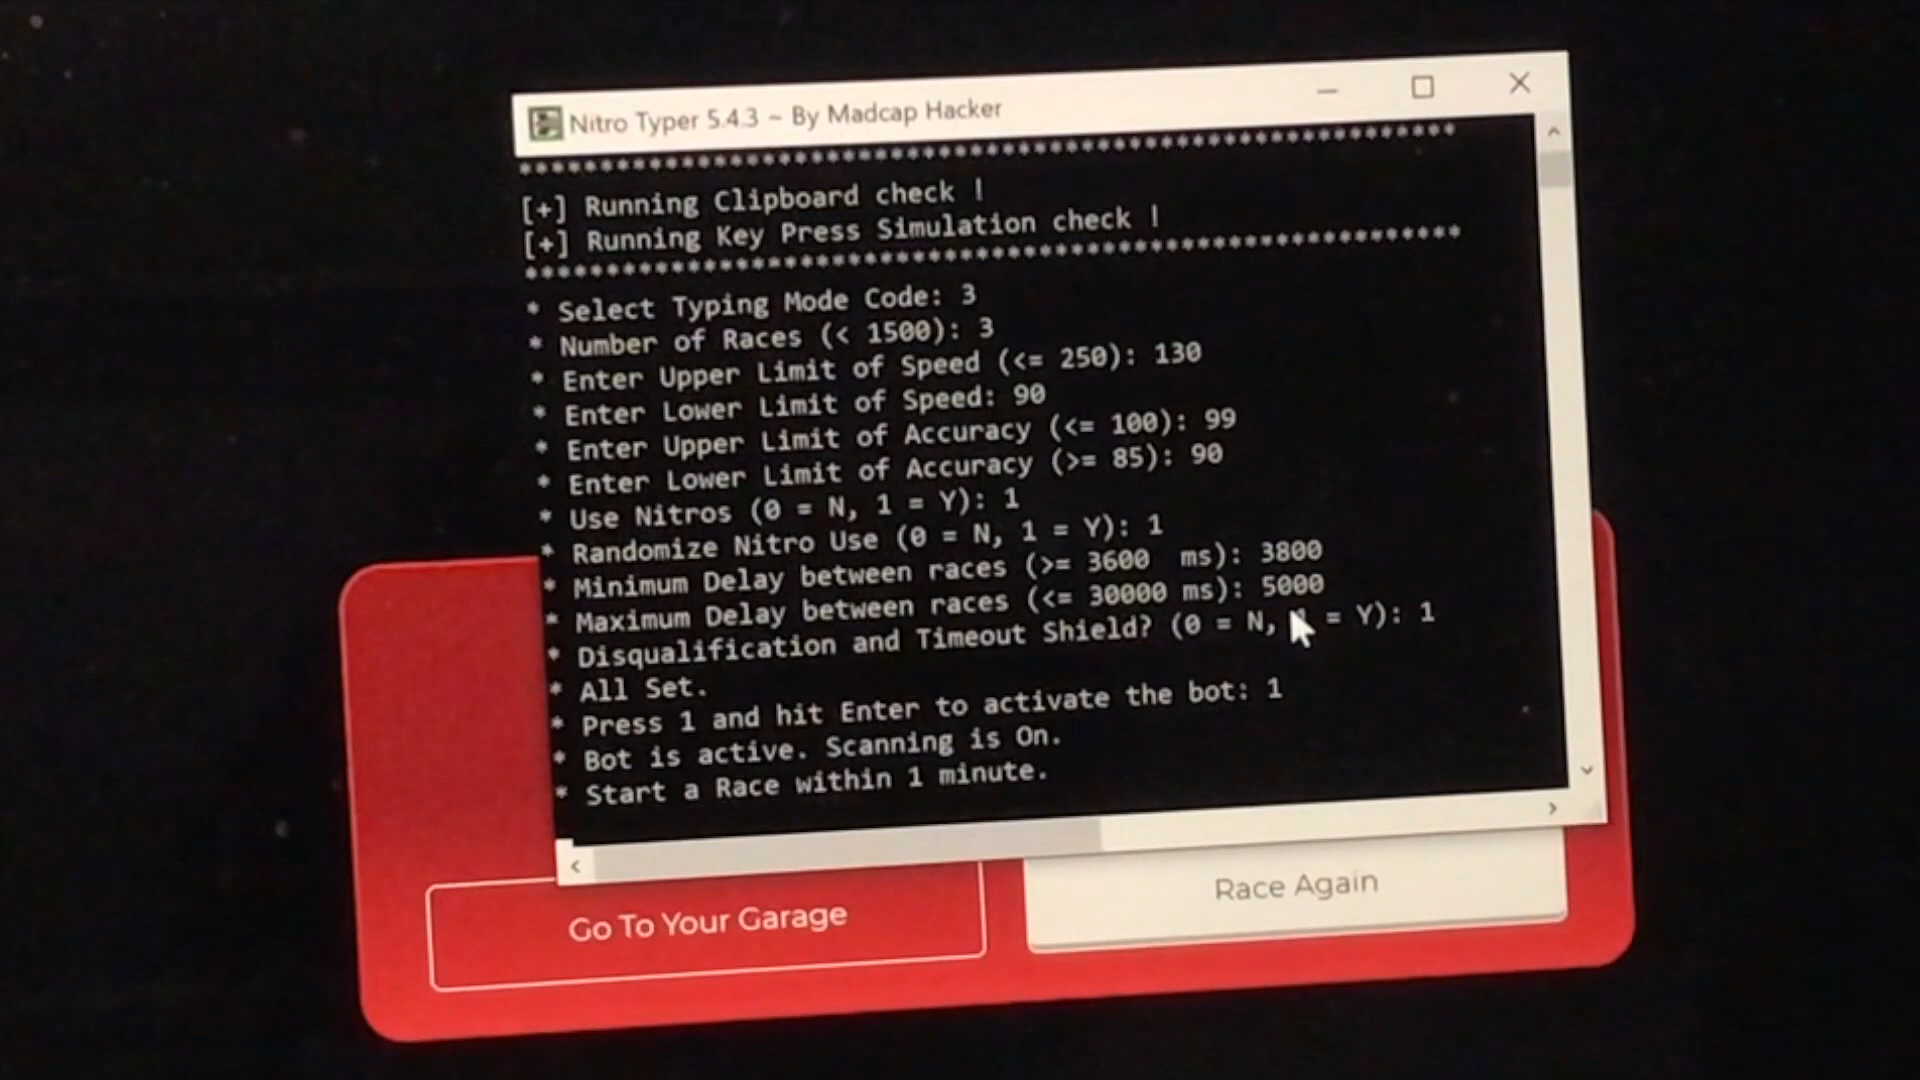 Nitro Typer 5.4.3 ~ By Madcap Hacker
**********************************************************
[+] Running Clipboard check !
[+] Running Key Press Simulation check !
**********************************************************
* Select Typing Mode Code: 3
* Number of Races (< 1500): 3
* Enter Upper Limit of Speed (<= 250): 130
* Enter Lower Limit of Speed: 90
* Enter Upper Limit of Accuracy (<= 100): 99
* Enter Lower Limit of Accuracy (>= 85): 90
* Use Nitros (0 = N, 1 = Y): 1
* Randomize Nitro Use (0 = N, 1 = Y): 1
* Minimum Delay between races (>= 3600  ms): 3800
* Maximum Delay between races (<= 30000 ms): 5000
* Disqualification and Timeout Shield? (0 = N, 1 = Y): 1
* All Set.
* Press 1 and hit Enter to activate the bot: 1
* Bot is active. Scanning is On.
* Start a Race within 1 minute.
Go To Your Garage
Race Again